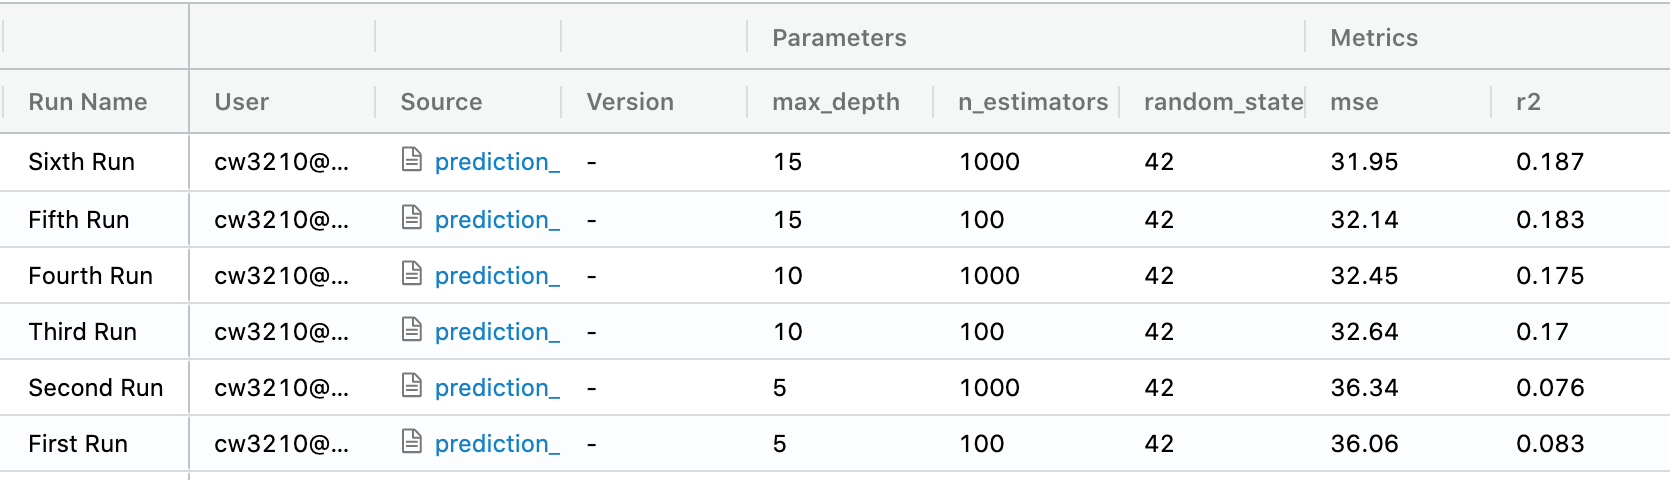 Parameters Metrics
Run Name User Source Version max_depth n_estimators random_state mse r2
Sixth Run cw3210@... prediction_ - 15 1000 42 31.95 0.187
Fifth Run cw3210@... prediction_ - 15 100 42 32.14 0.183
Fourth Run cw3210@... prediction_ - 10 1000 42 32.45 0.175
Third Run cw3210@... prediction_ - 10 100 42 32.64 0.17
Second Run cw3210@... prediction_ - 5 1000 42 36.34 0.076
First Run cw3210@... prediction_ - 5 100 42 36.06 0.083